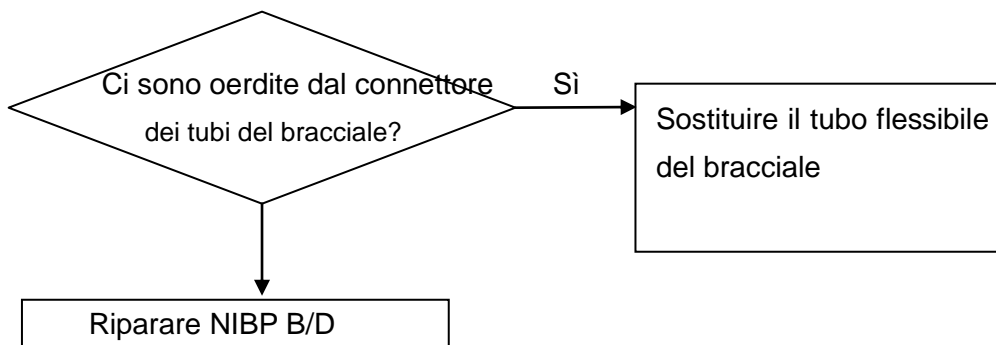 Ci sono oerdite dal connettore
dei tubi del bracciale?
Sì
Sostituire il tubo flessibile
del bracciale
Riparare NIBP B/D